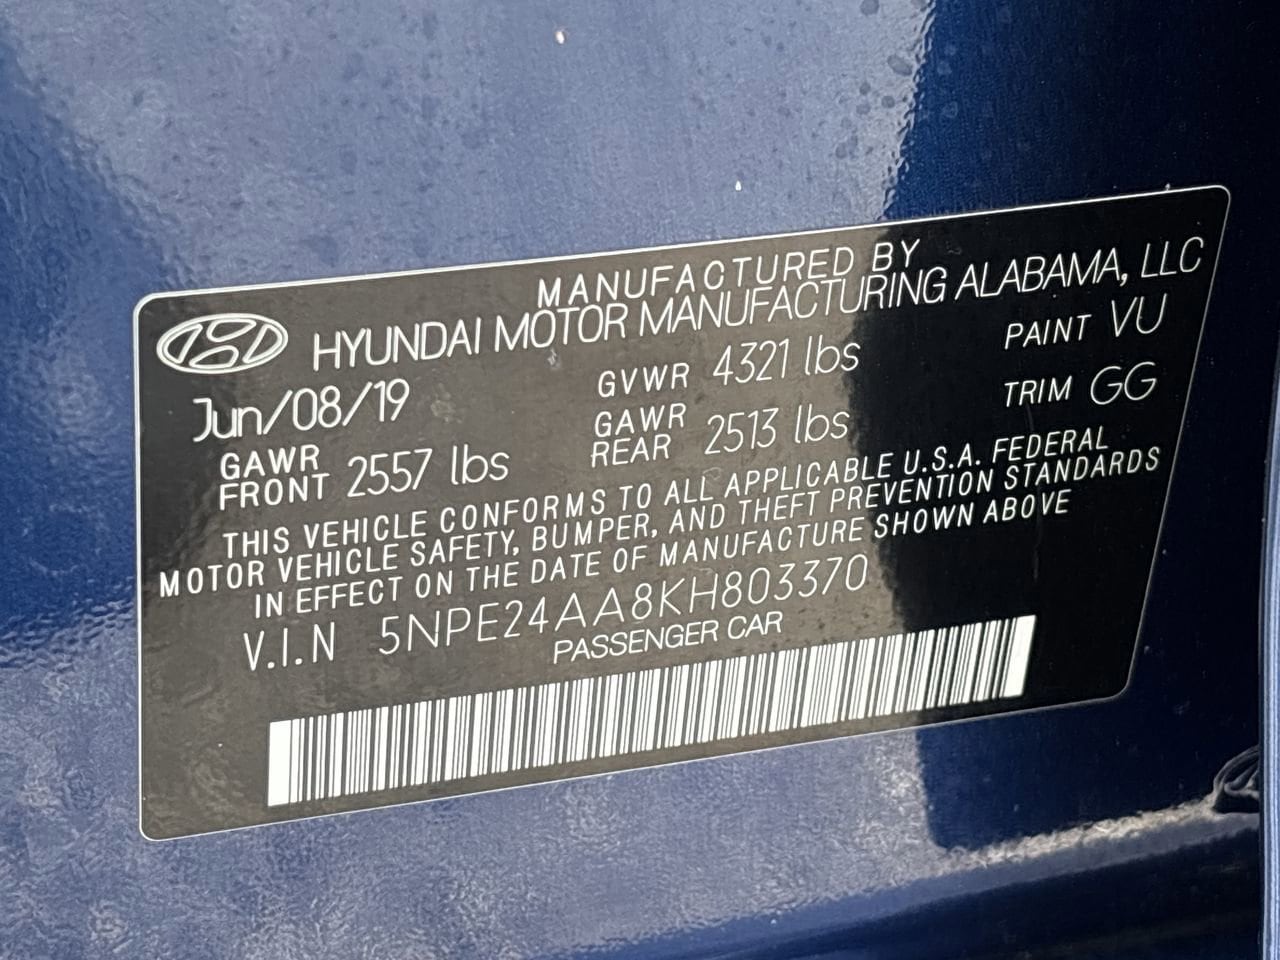 MANUFACTURED BY
HYUNDAI MOTOR MANUFACTURING ALABAMA, LLC
Jun/08/19 GVWR 4321 lbs PAINT VU
GAWR FRONT 2557 lbs GAWR REAR 2513 lbs TRIM GG
THIS VEHICLE CONFORMS TO ALL APPLICABLE U.S.A. FEDERAL
MOTOR VEHICLE SAFETY, BUMPER, AND THEFT PREVENTION STANDARDS
IN EFFECT ON THE DATE OF MANUFACTURE SHOWN ABOVE
V.I.N 5NPE24AA8KH803370
PASSENGER CAR